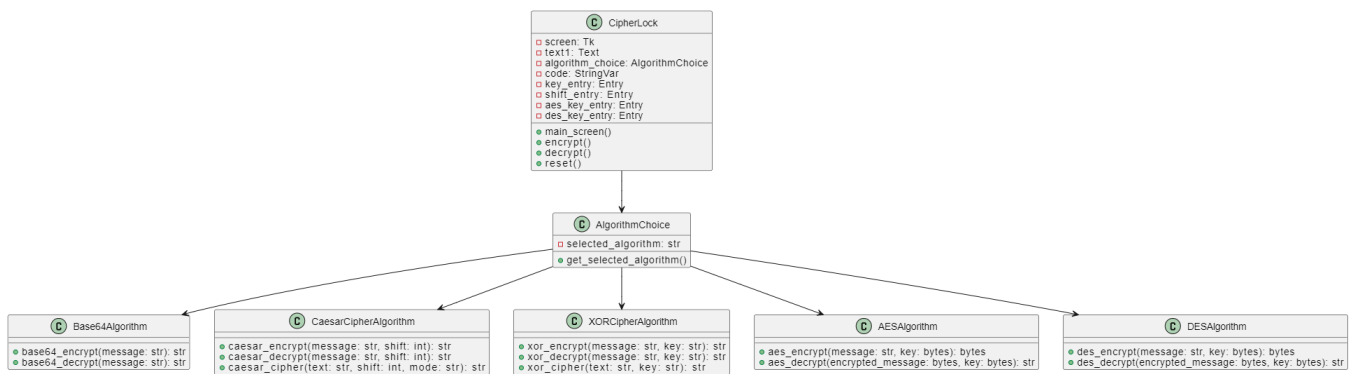 C CipherLock
screen: Tk
text1: Text
algorithm_choice: AlgorithmChoice
code: StringVar
key_entry: Entry
shift_entry: Entry
aes_key_entry: Entry
des_key_entry: Entry
main_screen()
encrypt()
decrypt()
reset()
C AlgorithmChoice
selected_algorithm: str
get_selected_algorithm()
C Base64Algorithm
base64_encrypt(message: str): str
base64_decrypt(message: str): str
C CaesarCipherAlgorithm
caesar_encrypt(message: str, shift: int): str
caesar_decrypt(message: str, shift: int): str
caesar_cipher(text: str, shift: int, mode: str): str
C XORCipherAlgorithm
xor_encrypt(message: str, key: str): str
xor_decrypt(message: str, key: str): str
xor_cipher(text: str, key: str): str
C AESAlgorithm
aes_encrypt(message: str, key: bytes): bytes
aes_decrypt(encrypted_message: bytes, key: bytes): str
C DESAlgorithm
des_encrypt(message: str, key: bytes): bytes
des_decrypt(encrypted_message: bytes, key: bytes): str